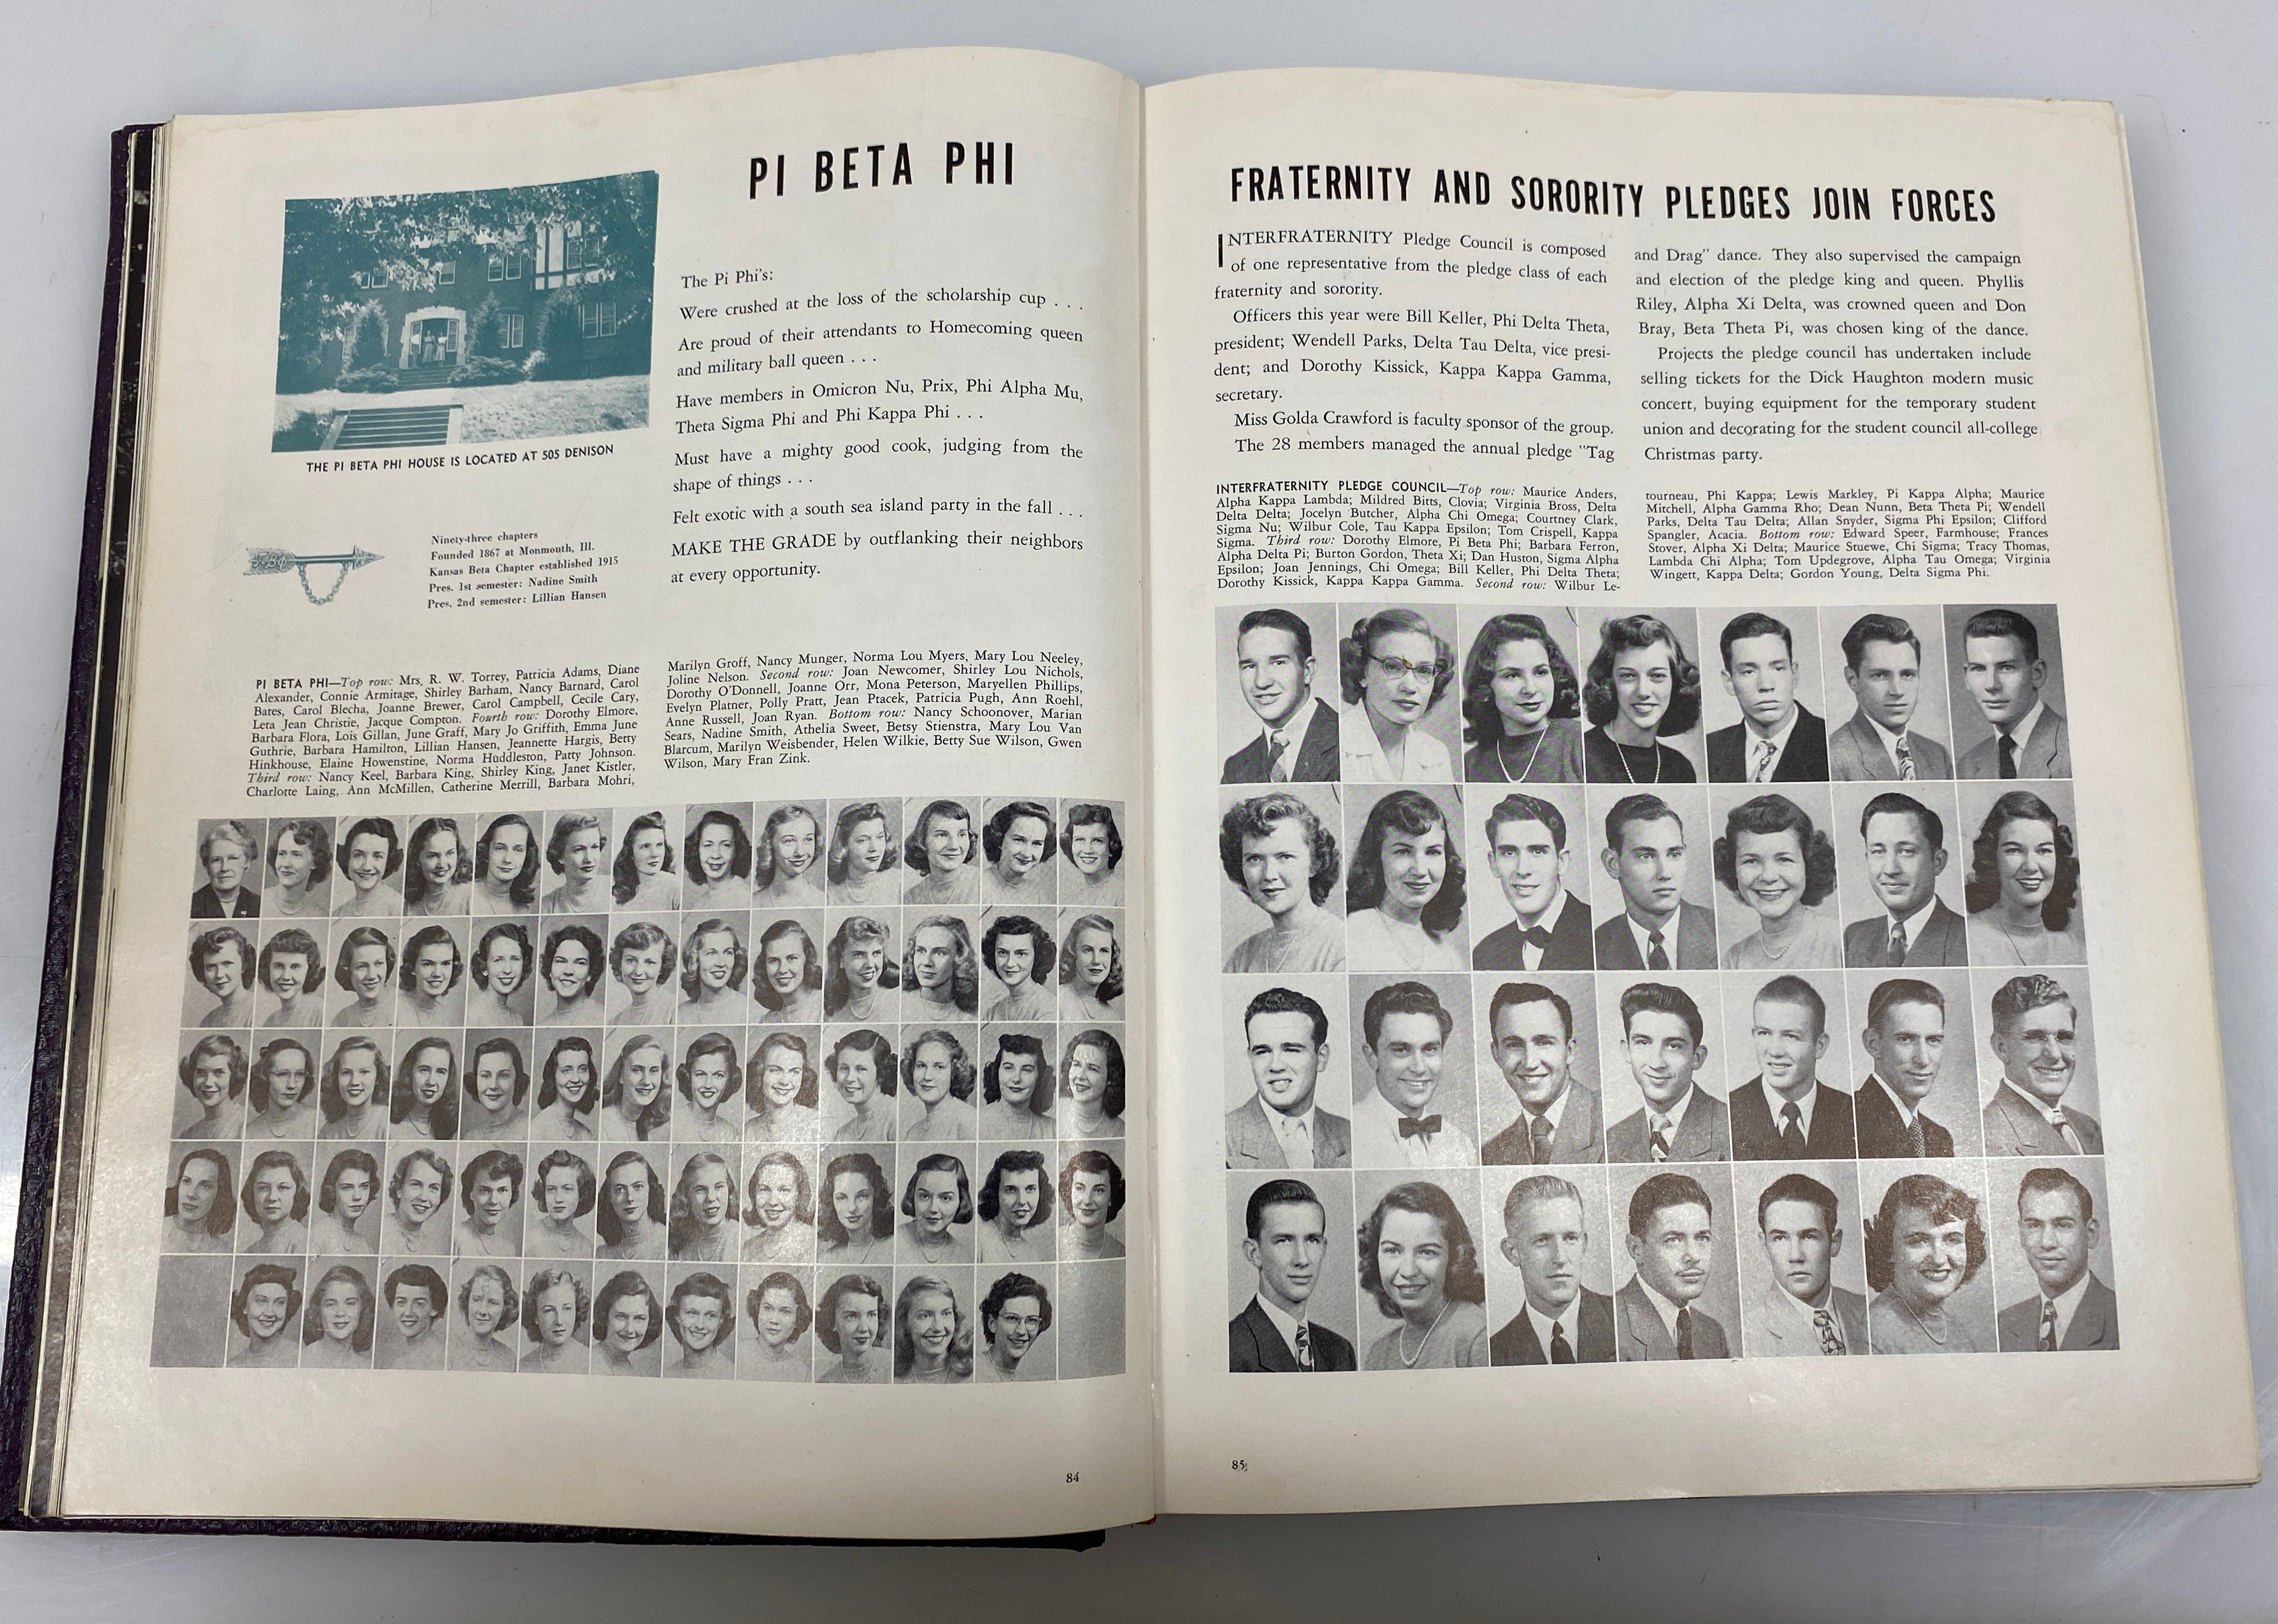 PI BETA PHI
THE PI BETA PHI HOUSE IS LOCATED AT 505 DENISON
Ninety-three chapters
Founded 1867 at Monmouth, Ill.
Kansas Beta Chapter established 1915
Pres. 1st semester: Nadine Smith
Pres. 2nd semester: Lillian Hansen
The Pi Phi's:
Were crushed at the loss of the scholarship cup . . .
Are proud of their attendants to Homecoming queen
and military ball queen . . .
Have members in Omicron Nu, Prix, Phi Alpha Mu,
Theta Sigma Phi and Phi Kappa Phi . . .
Must have a mighty good cook, judging from the
shape of things . . .
Felt exotic with a south sea island party in the fall . . .
MAKE THE GRADE by outflanking their neighbors
at every opportunity.
PI BETA PHI—Top row: Mrs. R. W. Torrey, Patricia Adams, Diane
Alexander, Connie Armitage, Shirley Barham, Nancy Barnard, Carol
Bates, Carol Blecha, Joanne Brewer, Carol Campbell, Cecile Cary,
Leta Jean Christie, Jacque Compton. Fourth row: Dorothy Elmore,
Barbara Flora, Lois Gillan, June Graff, Mary Jo Griffith, Emma June
Guthrie, Barbara Hamilton, Lillian Hansen, Jeannette Hargis, Betty
Hinkhouse, Elaine Howenstine, Norma Huddleston, Patty Johnson.
Third row: Nancy Keel, Barbara King, Shirley King, Janet Kistler,
Charlotte Laing, Ann McMillen, Catherine Merrill, Barbara Mohri,
Marilyn Groff, Nancy Munger, Norma Lou Myers, Mary Lou Neeley,
Joline Nelson. Second row: Joan Newcomer, Shirley Lou Nichols,
Dorothy O'Donnell, Joanne Orr, Mona Peterson, Maryellen Phillips,
Evelyn Platner, Polly Pratt, Jean Ptacek, Patricia Pugh, Ann Roehl,
Anne Russell, Joan Ryan. Bottom row: Nancy Schoonover, Marian
Sears, Nadine Smith, Athelia Sweet, Betsy Stienstra, Mary Lou Van
Blarcum, Marilyn Weisbender, Helen Wilkie, Betty Sue Wilson, Gwen
Wilson, Mary Fran Zink.
84
FRATERNITY AND SORORITY PLEDGES JOIN FORCES
INTERFRATERNITY Pledge Council is composed
of one representative from the pledge class of each
fraternity and sorority.
Officers this year were Bill Keller, Phi Delta Theta,
president; Wendell Parks, Delta Tau Delta, vice presi-
dent; and Dorothy Kissick, Kappa Kappa Gamma,
secretary.
Miss Golda Crawford is faculty sponsor of the group.
The 28 members managed the annual pledge "Tag
and Drag" dance. They also supervised the campaign
and election of the pledge king and queen. Phyllis
Riley, Alpha Xi Delta, was crowned queen and Don
Bray, Beta Theta Pi, was chosen king of the dance.
Projects the pledge council has undertaken include
selling tickets for the Dick Haughton modern music
concert, buying equipment for the temporary student
union and decorating for the student council all-college
Christmas party.
INTERFRATERNITY PLEDGE COUNCIL—Top row: Maurice Anders,
Alpha Kappa Lambda; Mildred Bitts, Clovia; Virginia Bross, Delta
Delta Delta; Jocelyn Butcher, Alpha Chi Omega; Courtney Clark,
Sigma Nu; Wilbur Cole, Tau Kappa Epsilon; Tom Crispell, Kappa
Sigma. Third row: Dorothy Elmore, Pi Beta Phi; Barbara Ferron,
Alpha Delta Pi; Burton Gordon, Theta Xi; Dan Huston, Sigma Alpha
Epsilon; Joan Jennings, Chi Omega; Bill Keller, Phi Delta Theta;
Dorothy Kissick, Kappa Kappa Gamma. Second row: Wilbur Le-
tourneau, Phi Kappa; Lewis Markley, Pi Kappa Alpha; Maurice
Mitchell, Alpha Gamma Rho; Dean Nunn, Beta Theta Pi; Wendell
Parks, Delta Tau Delta; Allan Snyder, Sigma Phi Epsilon; Clifford
Spangler, Acacia. Bottom row: Edward Speer, Farmhouse; Frances
Stover, Alpha Xi Delta; Maurice Stuewe, Chi Sigma; Tracy Thomas,
Lambda Chi Alpha; Tom Updegrove, Alpha Tau Omega; Virginia
Wingett, Kappa Delta; Gordon Young, Delta Sigma Phi.
85